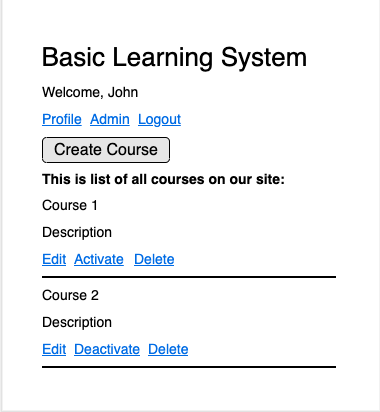 Basic Learning System
Welcome, John
Profile Admin Logout
Create Course
This is list of all courses on our site:
Course 1
Description
Edit Activate Delete
Course 2
Description
Edit Deactivate Delete